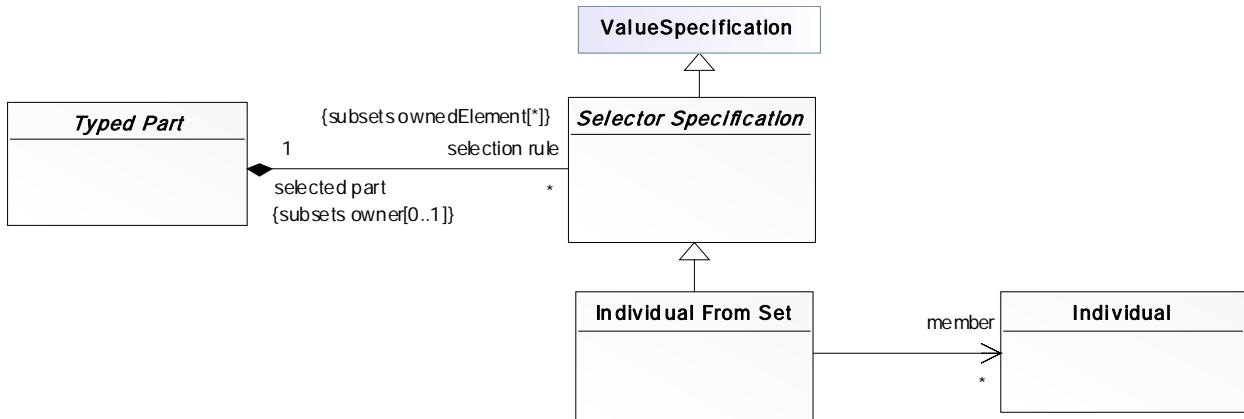 ValueSpecification
Typed Part
{subsets ownedElement[*]}
Selector Specification
1
selection rule
selected part
*
{subsets owner[0..1]}
Individual From Set
member
Individual
*